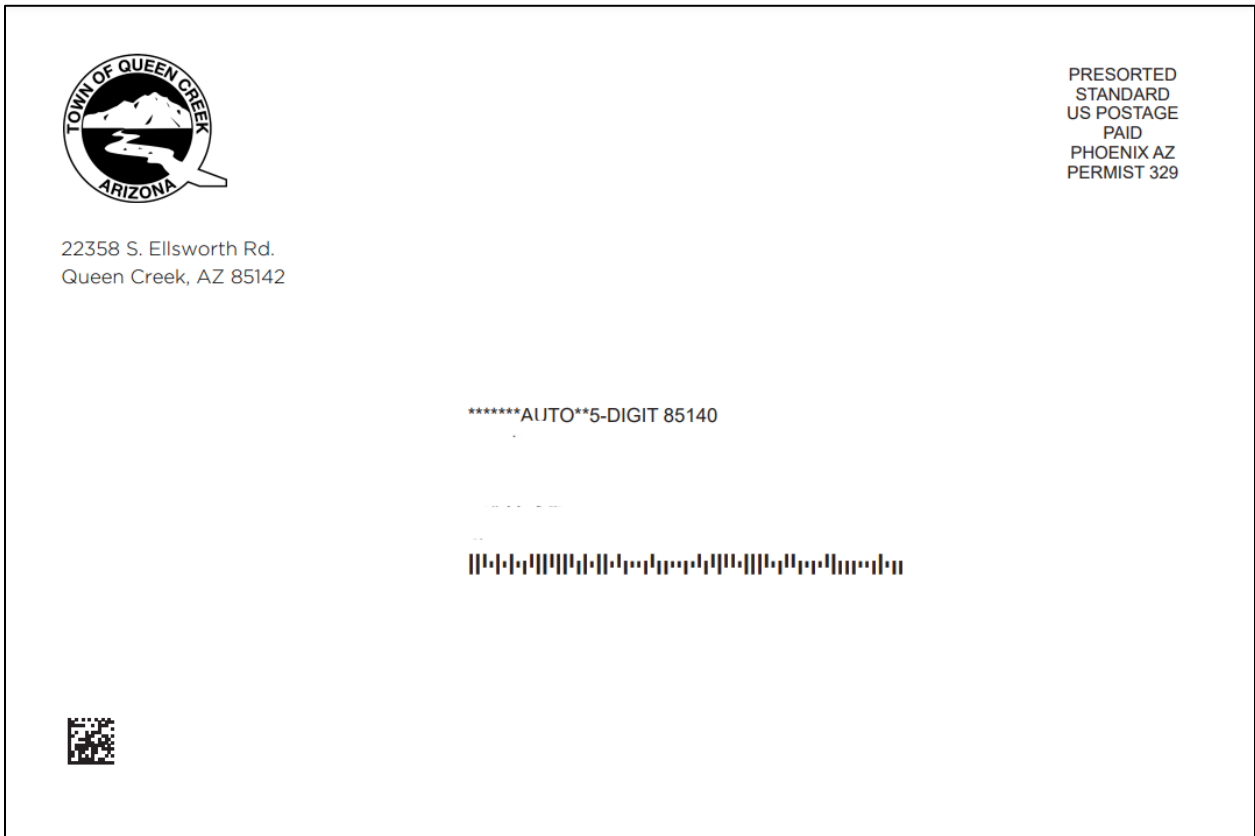 TOWN OF QUEEN CREEK
ARIZONA
22358 S. Ellsworth Rd.
Queen Creek, AZ 85142
PRESORTED
STANDARD
US POSTAGE
PAID
PHOENIX AZ
PERMIST 329
*******AUTO**5-DIGIT 85140